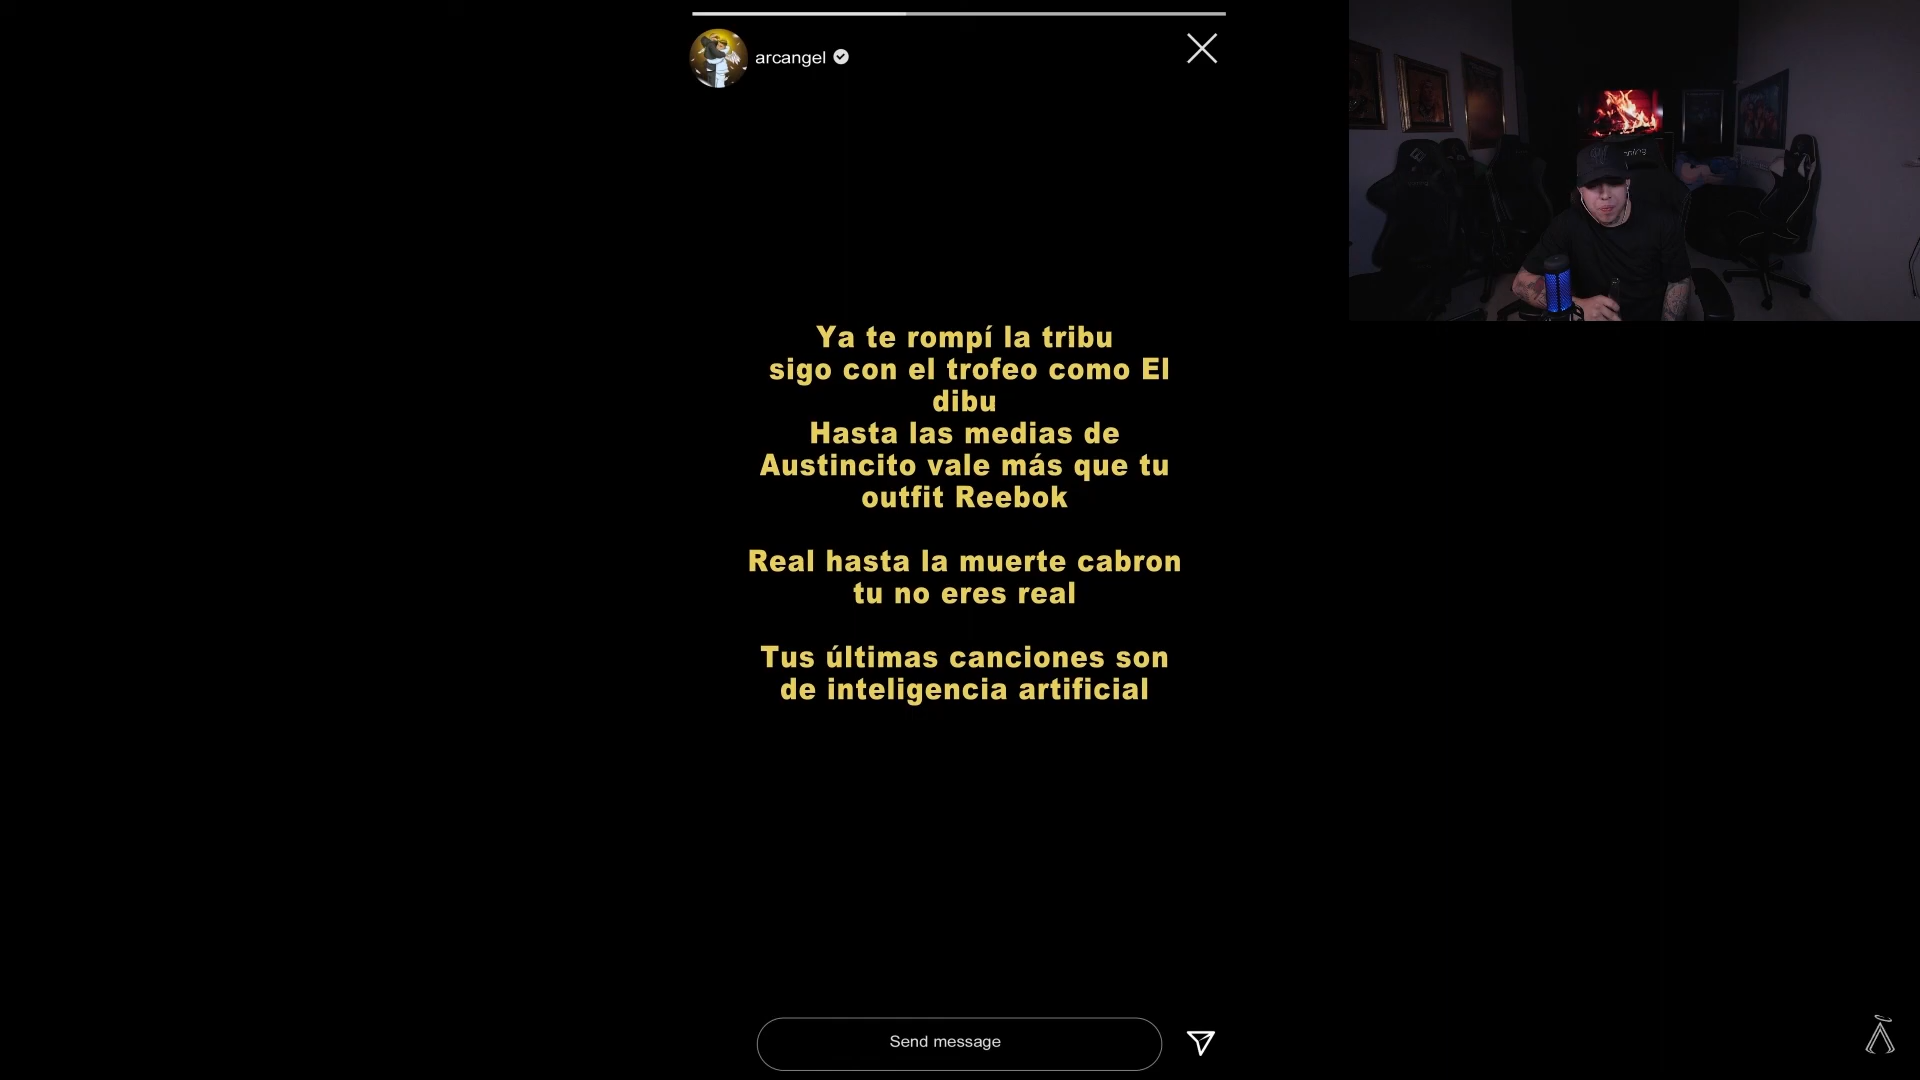 arcangel
Ya te rompí la tribu
sigo con el trofeo como El
dibu
Hasta las medias de
Austincito vale más que tu
outfit Reebok
Real hasta la muerte cabron
tu no eres real
Tus últimas canciones son
de inteligencia artificial
Send message